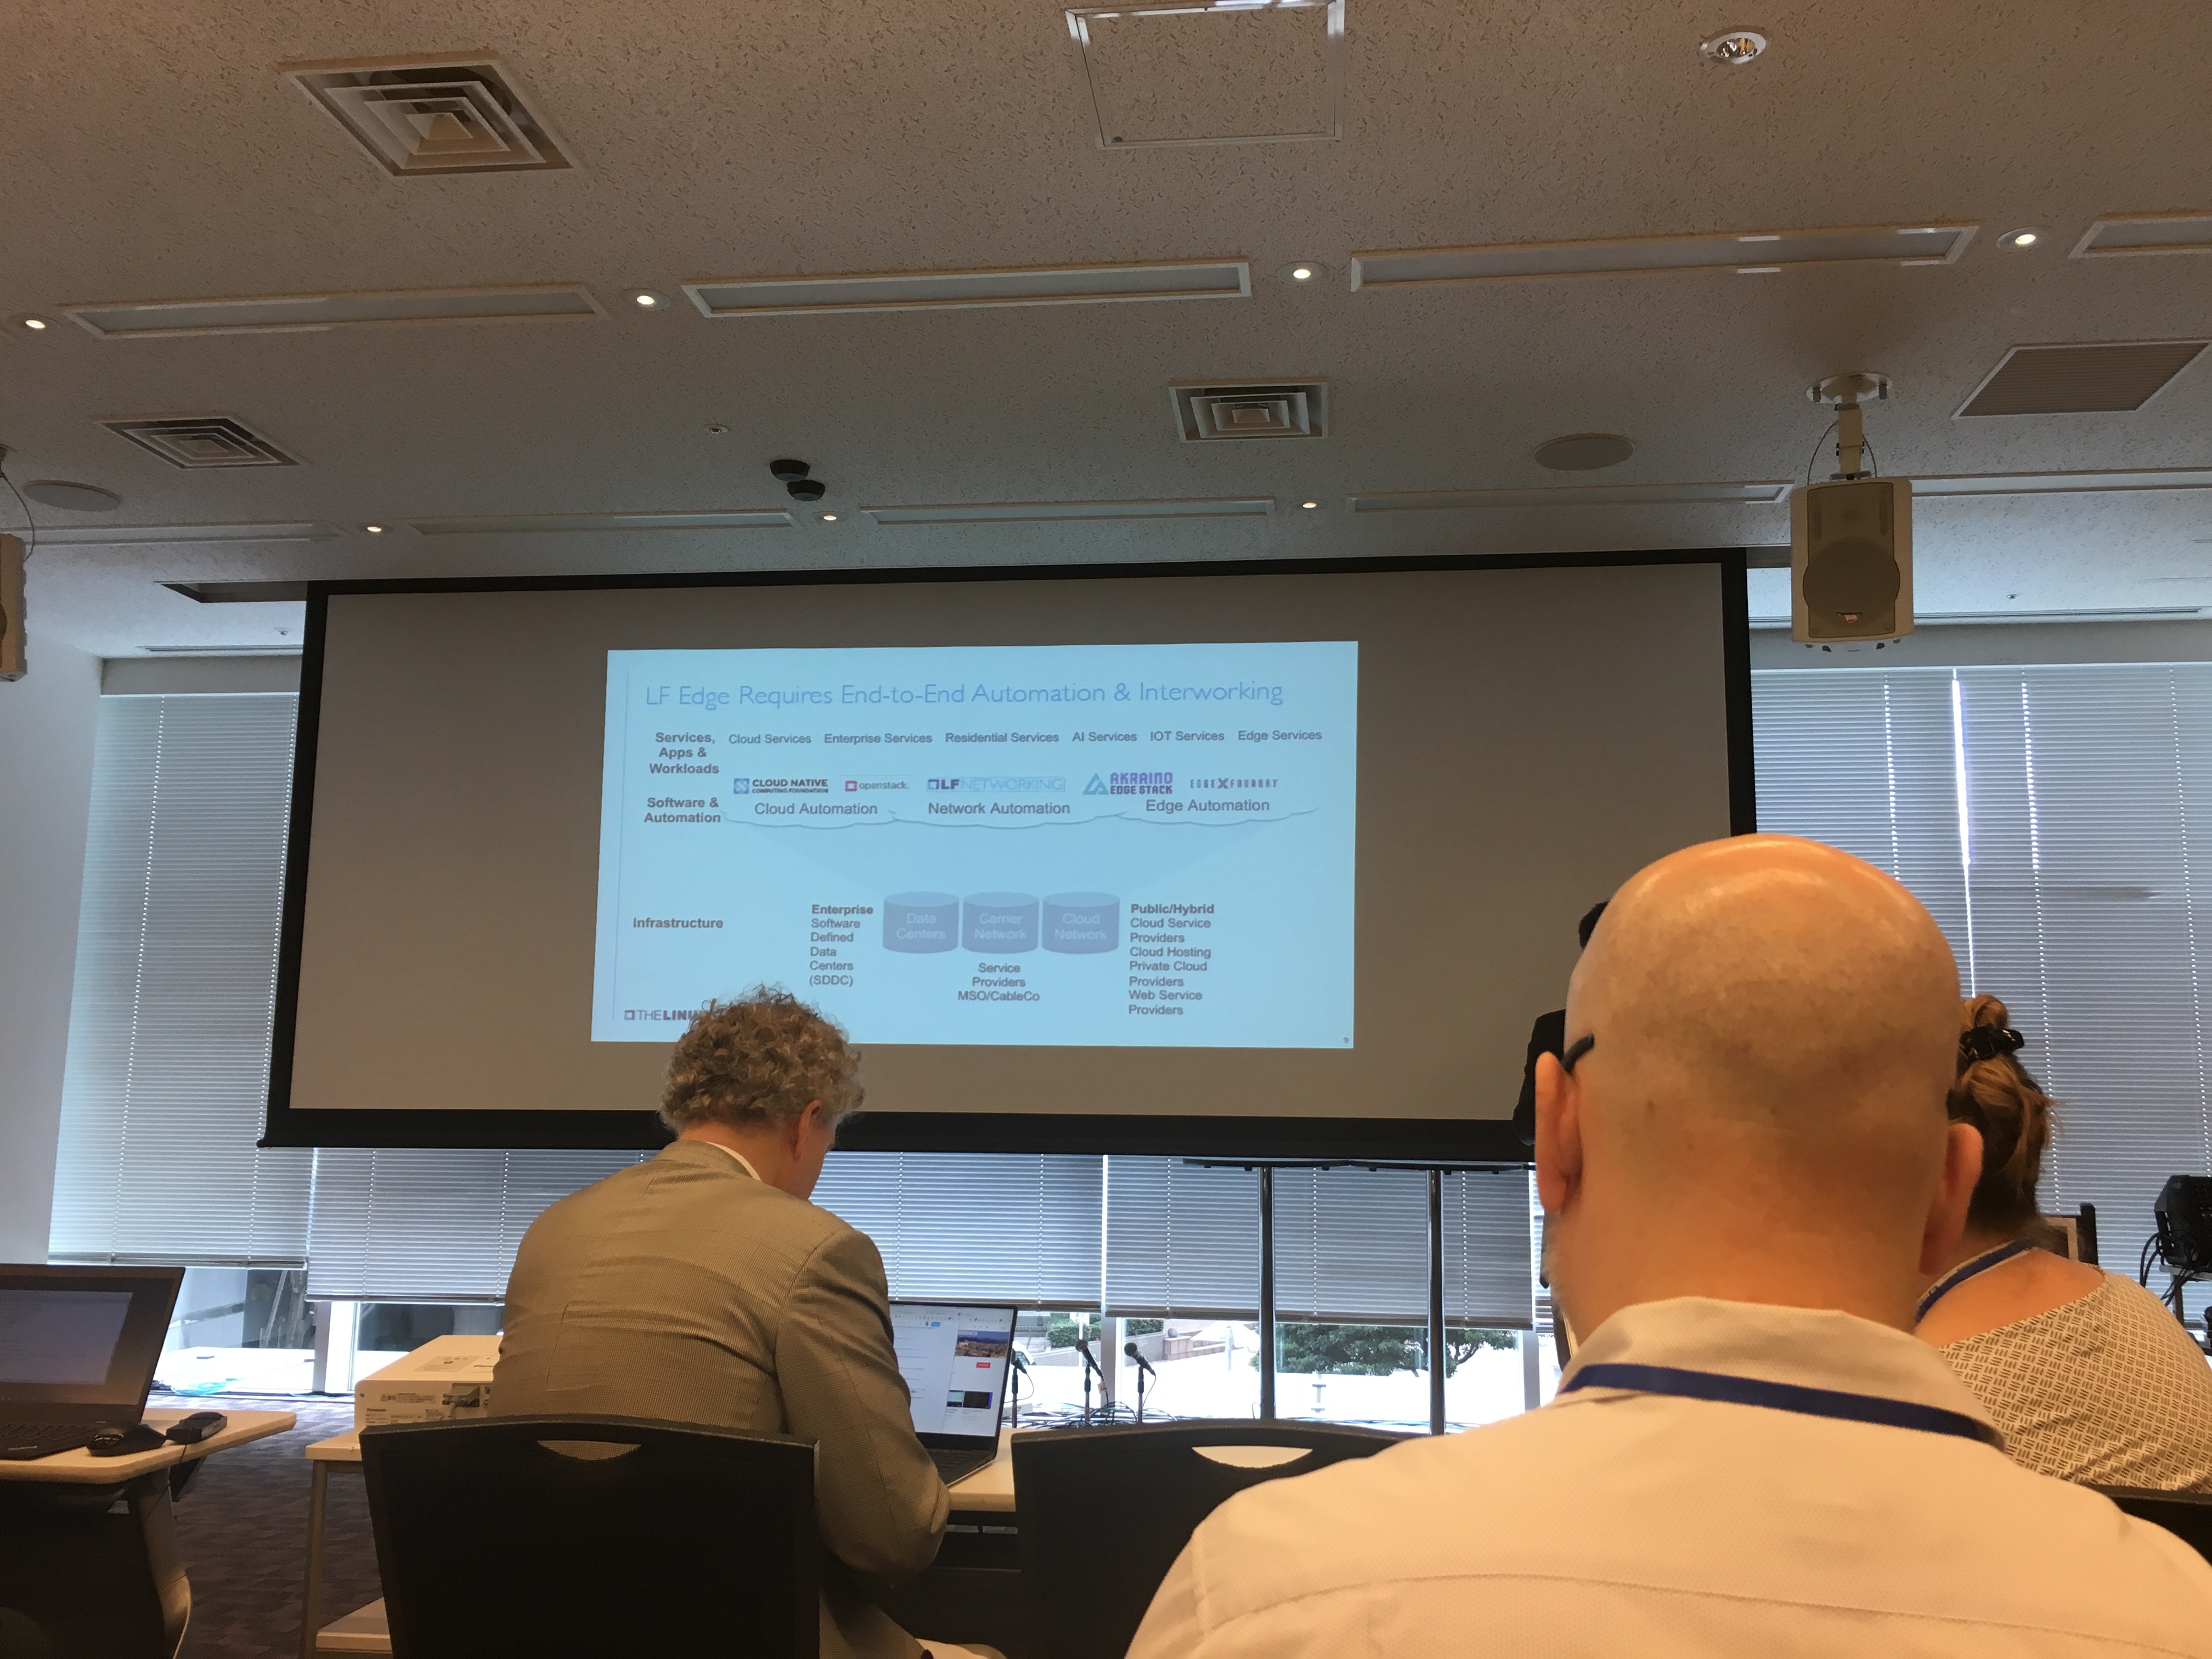 LF Edge Requires End-to-End Automation & Interworking
Services,
Apps &
Workloads
Cloud Services
Enterprise Services
Residential Services
AI Services
IOT Services
Edge Services
CLOUD NATIVE
COMPUTING FOUNDATION
openstack.
LFNETWORKING
AKRAINO
EDGE STACK
EDGEXFOUNDRY
Software &
Automation
Cloud Automation
Network Automation
Edge Automation
Infrastructure
Enterprise
Software
Defined
Data
Centers
(SDDC)
Data
Centers
Carrier
Network
Cloud
Network
Service
Providers
MSO/CableCo
Public/Hybrid
Cloud Service
Providers
Cloud Hosting
Private Cloud
Providers
Web Service
Providers
THE LINU
9